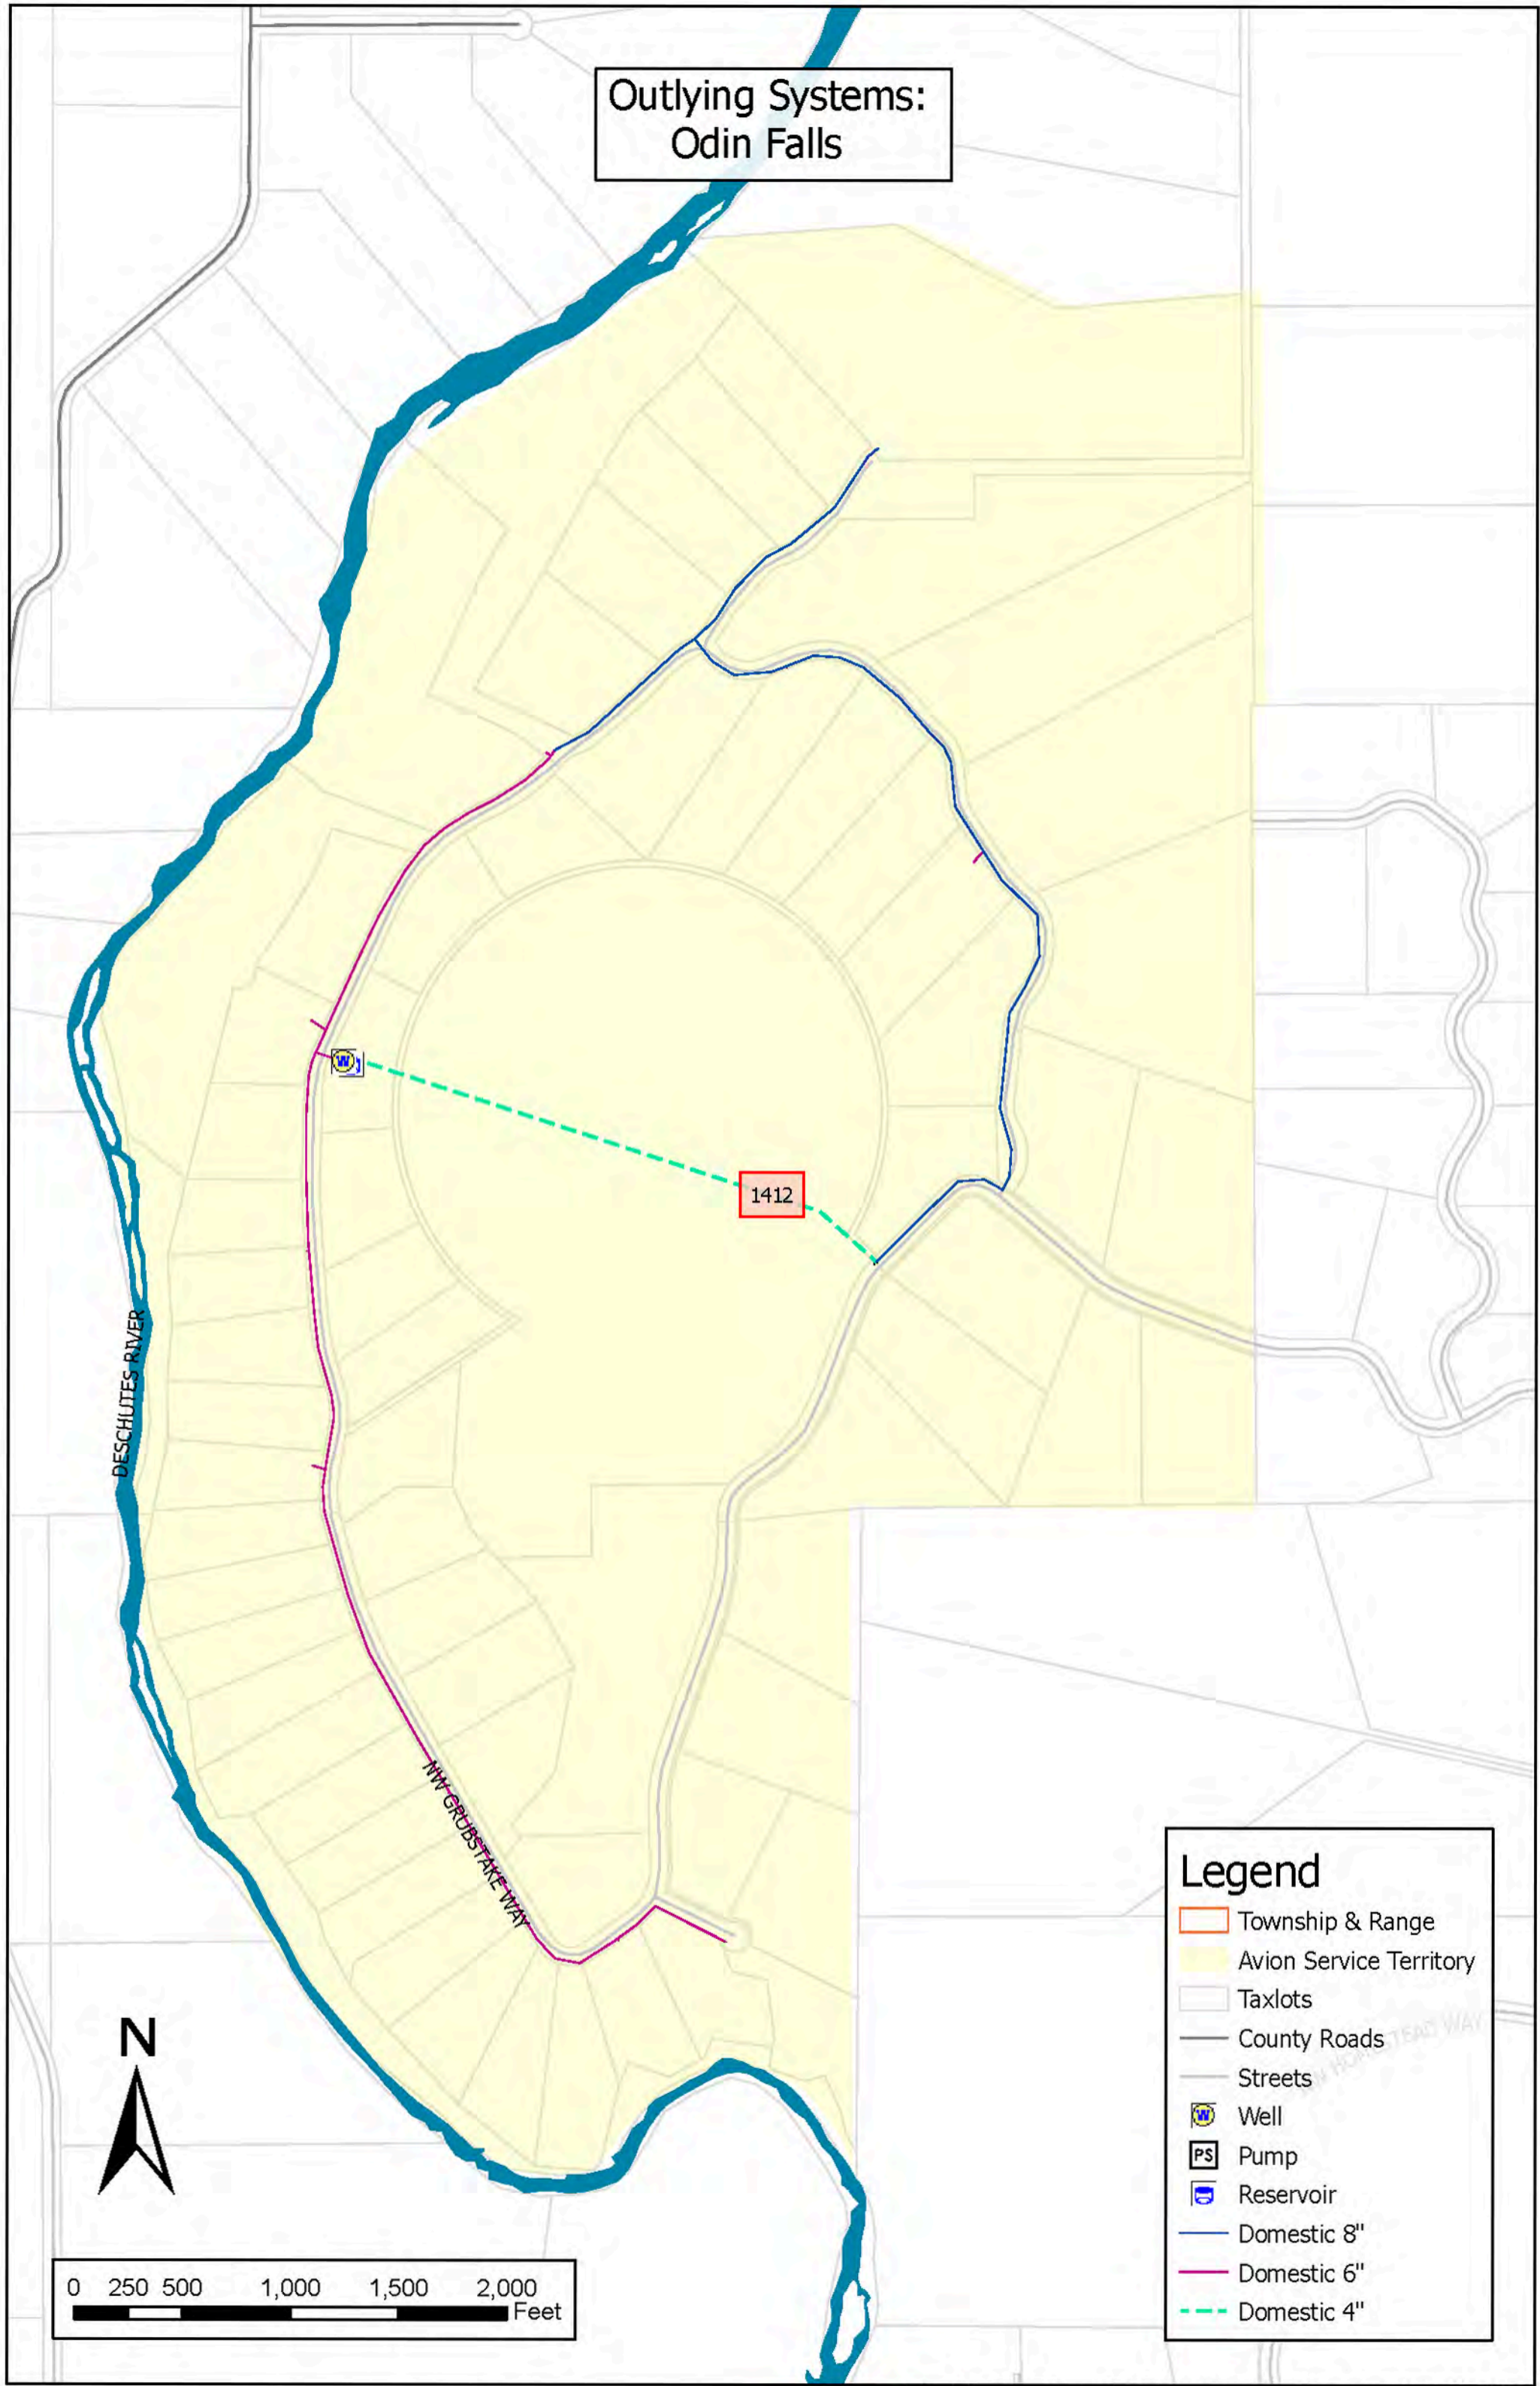 Outlying Systems:
Odin Falls
W
1412
DESCHUTES RIVER
NW GRUBSTAKE WAY
Legend
Township & Range
Avion Service Territory
Taxlots
County Roads
Streets
W Well
PS Pump
Reservoir
Domestic 8"
Domestic 6"
Domestic 4"
HOMESTEAD WAY
N
0 250 500 1,000 1,500 2,000
Feet